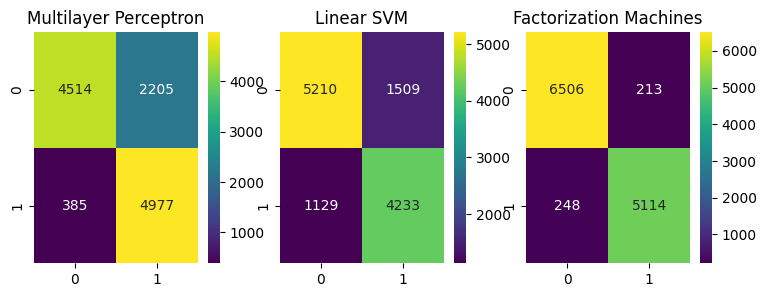 Multilayer Perceptron Linear SVM Factorization Machines
0 4514 2205 4000 3000 2000 1000
1 385 4977
0 1
0 5210 1509 5000 4000 3000 2000
1 1129 4233
0 1
0 6506 213 6000 5000 4000 3000 2000 1000
1 248 5114
0 1